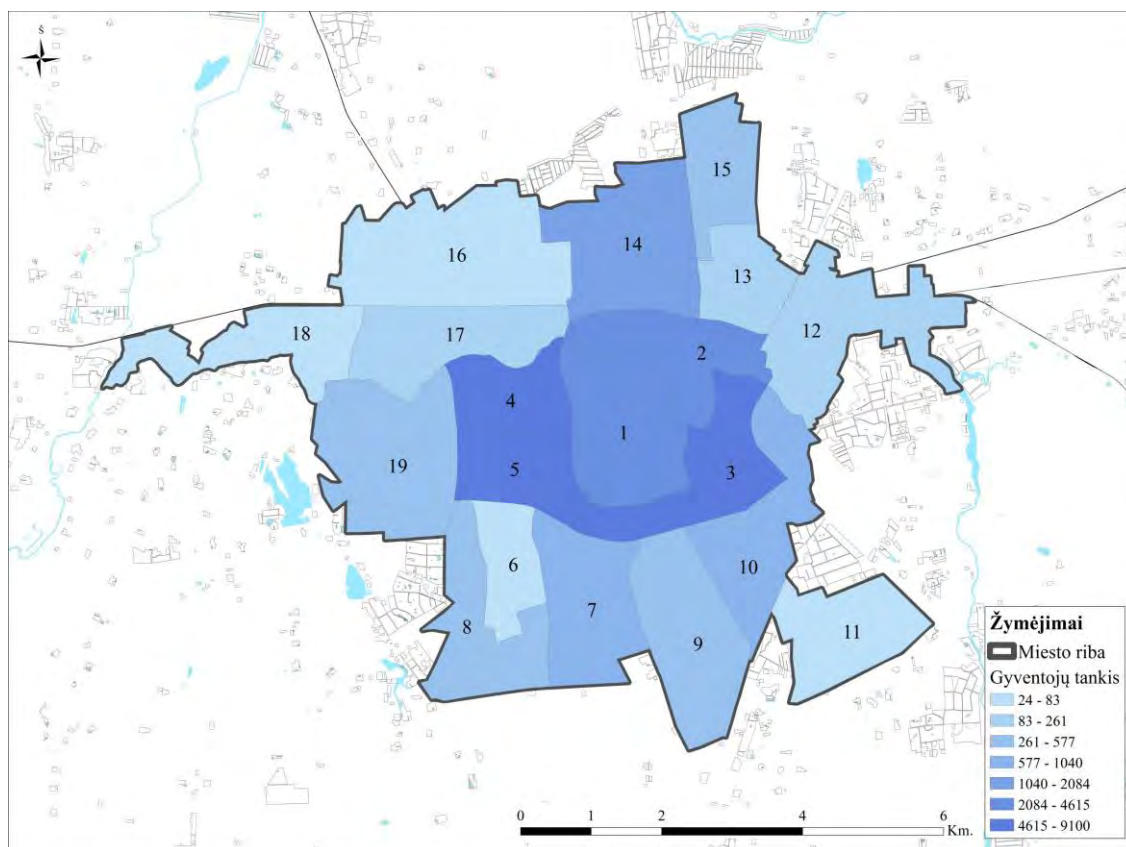 Š
15
14
16
13
12
18
17
2
4
1
5
3
19
6
10
7
8
9
11
Žymėjimai
Miesto riba
Gyventojų tankis
24 - 83
83 - 261
261 - 577
577 - 1040
1040 - 2084
2084 - 4615
4615 - 9100
0 1 2 4 6
Km.